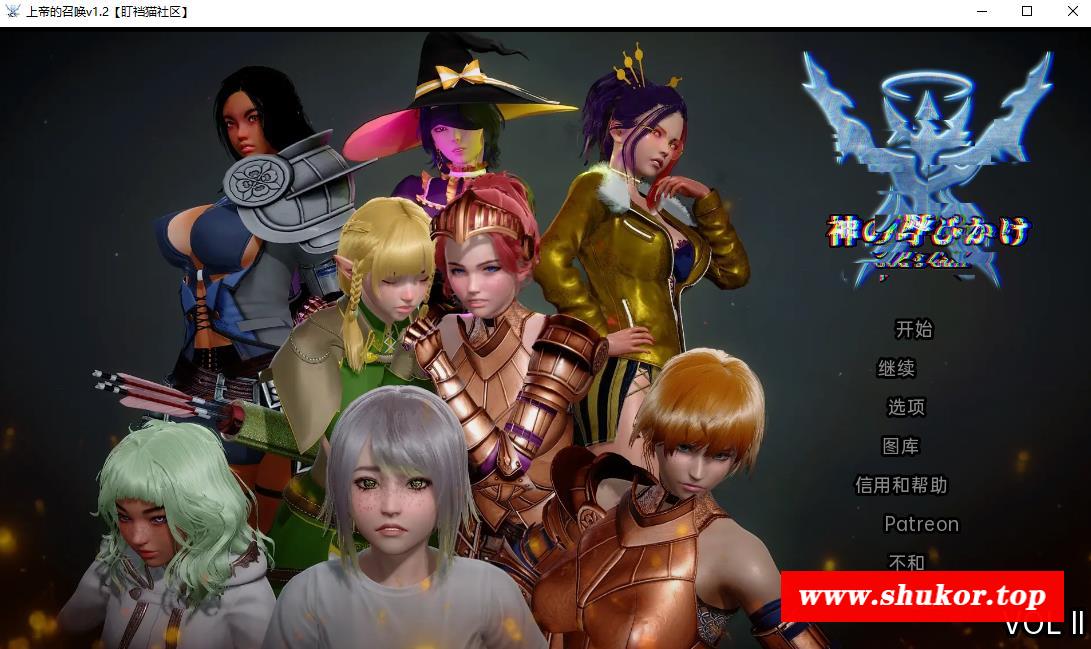 上帝的召唤v1.2【盯裆猫社区】
神の呼びかけ
开始
继续
选项
图库
信用和帮助
Patreon
不和
www.shukor.top
VOL II